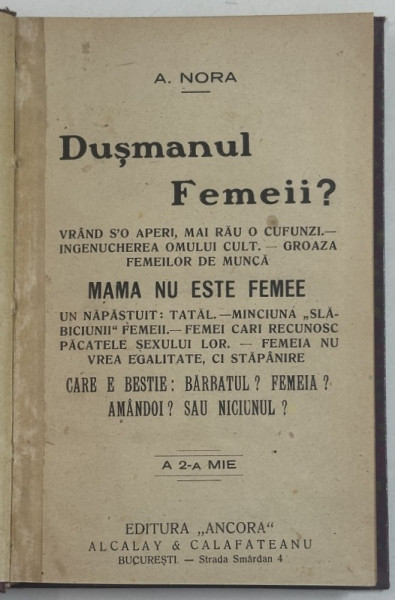 A. NORA
Dușmanul
Femeii?
VRÂND S'O APERI, MAI RĂU O CUFUNZI.—
INGENUCHEREA OMULUI CULT. — GROAZA
FEMEILOR DE MUNCĂ
MAMA NU ESTE FEMEE
UN NĂPĂSTUIT: TATĂL. —MINCIUNA „SLĂ-
BICIUNII" FEMEII.— FEMEI CARI RECUNOSC
PĂCATELE SEXULUI LOR. — FEMEIA NU
VREA EGALITATE, CI STĂPÂNIRE
CARE E BESTIE: BĂRBATUL? FEMEIA?
AMÂNDOI? SAU NICIUNUL?
A 2-A MIE
EDITURA „ANCORA"
ALCALAY & CALAFATEANU
BUCUREȘTI — Strada Smârdan 4